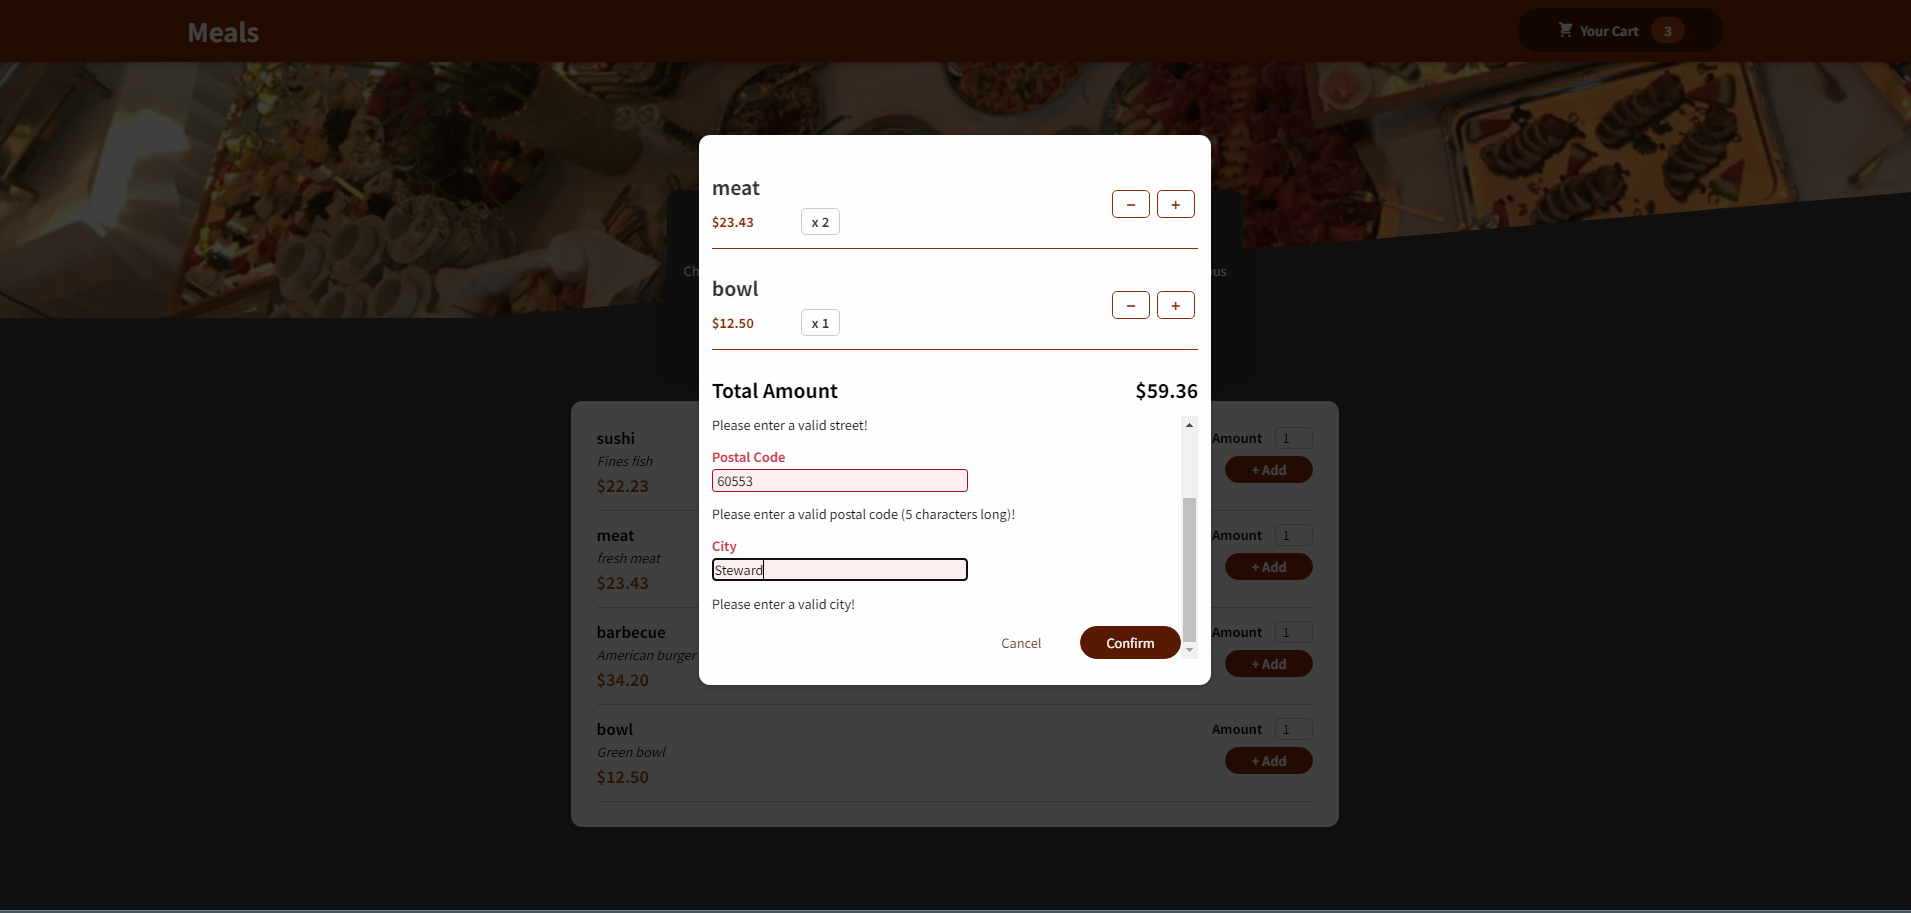 Meals
Your Cart 3
meat
$23.43 x 2
− +
bowl
$12.50 x 1
− +
Total Amount $59.36
Please enter a valid street!
Postal Code
60553
Please enter a valid postal code (5 characters long)!
City
Steward
Please enter a valid city!
Cancel Confirm
Ch
ous
sushi Amount 1
Fines fish
$22.23 + Add
meat Amount 1
fresh meat
$23.43 + Add
barbecue Amount 1
American burger
$34.20 + Add
bowl Amount 1
Green bowl
$12.50 + Add